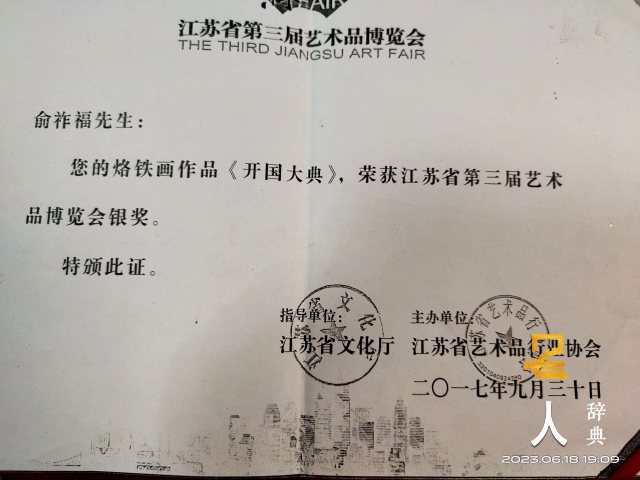 AIR
江苏省第三届艺术品博览会
THE THIRD JIANGSU ART FAIR
俞祚福先生：
您的烙铁画作品《开国大典》，荣获江苏省第三届艺术
品博览会银奖。
特颁此证。
指导单位： 主办单位：
江苏省文化厅 江苏省艺术品行业协会
二〇一七年九月三十日
人 辞典
2023.06.18 19:09